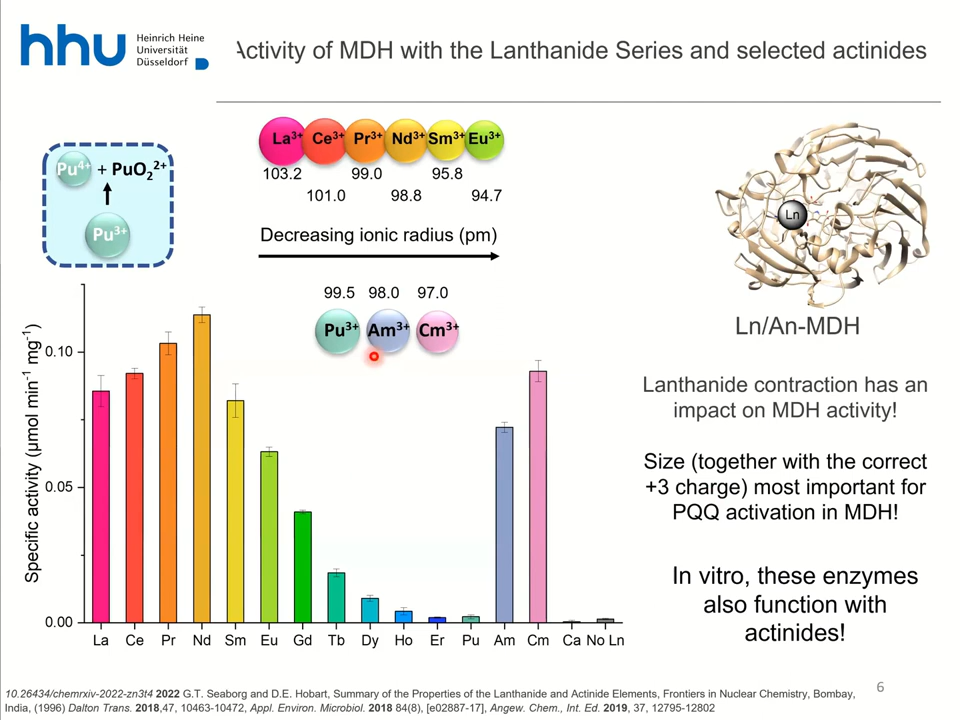 hhu Heinrich Heine
Universität
Düsseldorf
Activity of MDH with the Lanthanide Series and selected actinides
Pu4+ + PuO₂²⁺
Pu3+
La3+ Ce3+ Pr3+ Nd3+ Sm3+ Eu3+
103.2 99.0 95.8
101.0 98.8 94.7
Decreasing ionic radius (pm)
99.5 98.0 97.0
Pu3+ Am3+ Cm3+
Ln
Ln/An-MDH
Lanthanide contraction has an
impact on MDH activity!
Size (together with the correct
+3 charge) most important for
PQQ activation in MDH!
In vitro, these enzymes
also function with
actinides!
Specific activity (μmol min⁻¹ mg⁻¹)
0.10
0.05
0.00
La Ce Pr Nd Sm Eu Gd Tb Dy Ho Er Pu Am Cm Ca No Ln
10.26434/chemrxiv-2022-zn3t4 2022 G.T. Seaborg and D.E. Hobart, Summary of the Properties of the Lanthanide and Actinide Elements, Frontiers in Nuclear Chemistry, Bombay,
India, (1996) Dalton Trans. 2018,47, 10463-10472, Appl. Environ. Microbiol. 2018 84(8), [e02887-17], Angew. Chem., Int. Ed. 2019, 37, 12795-12802
6